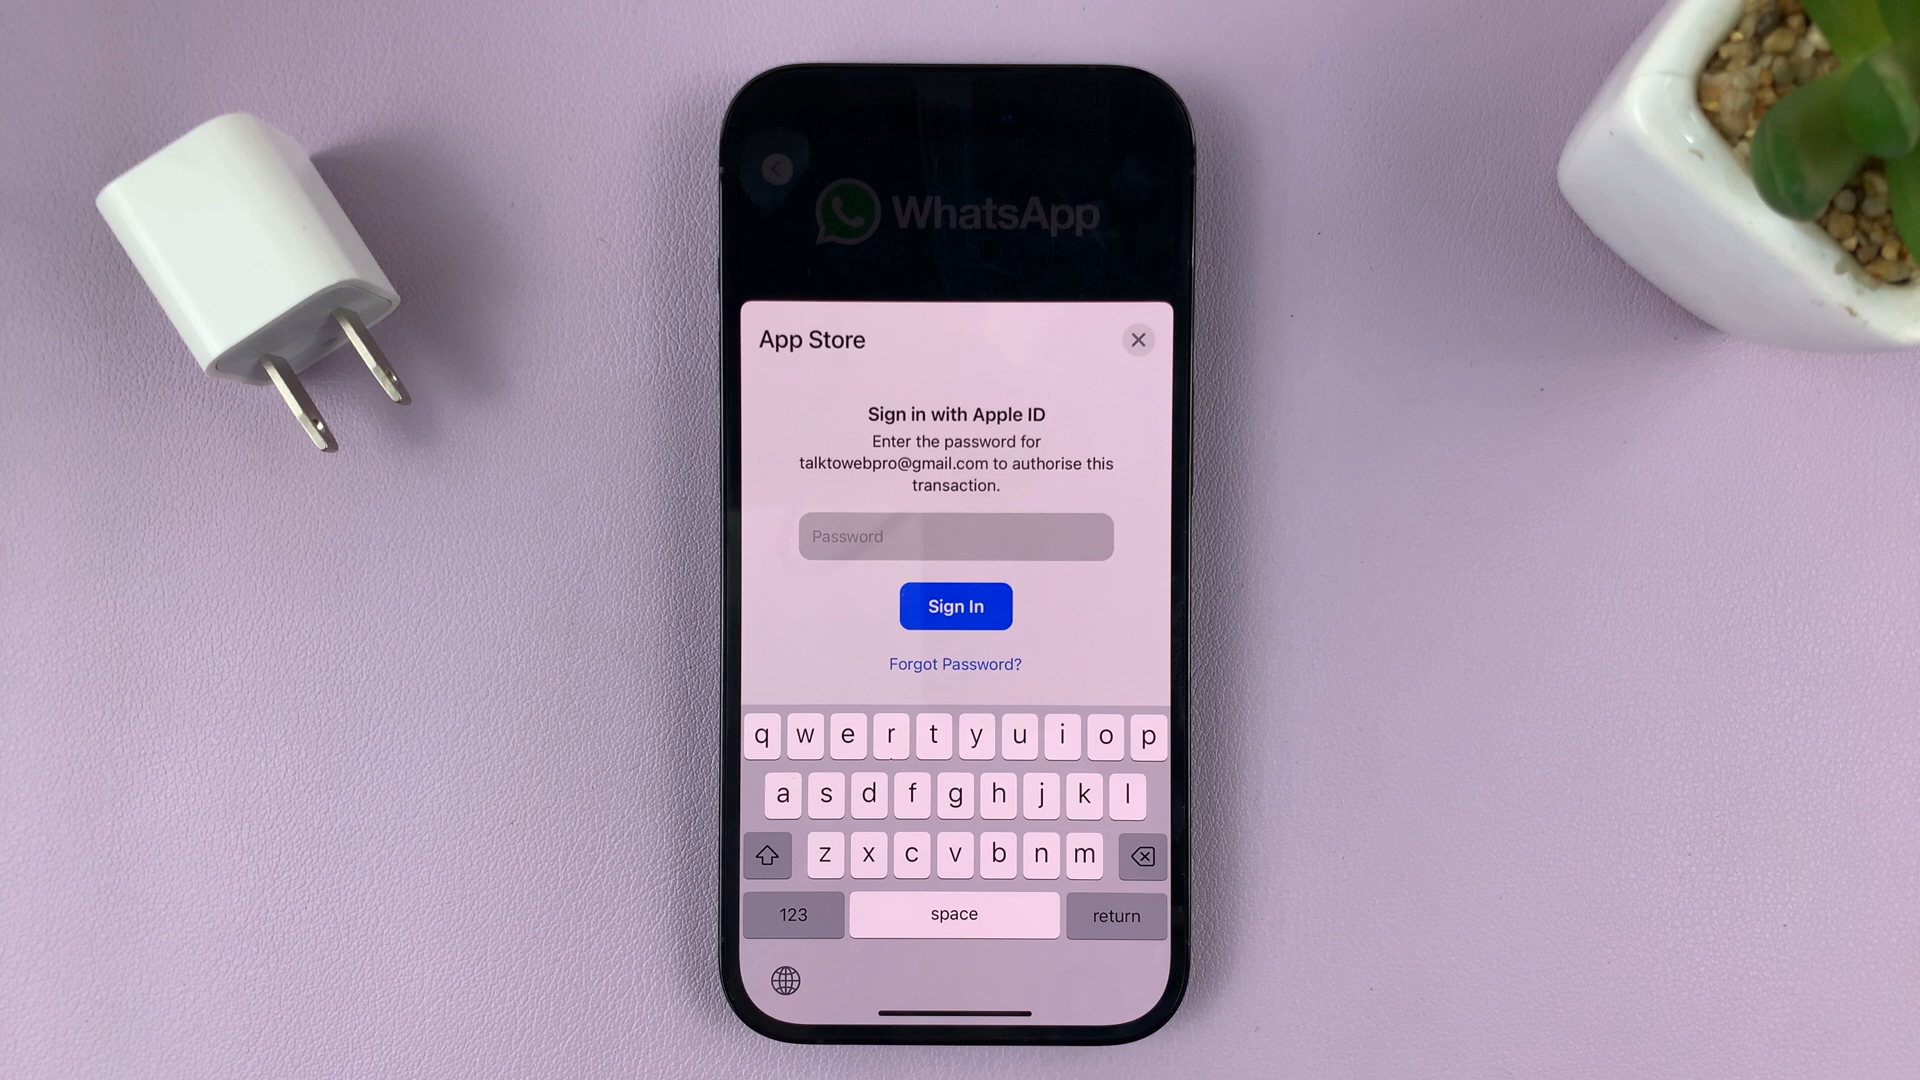 WhatsApp
App Store
Sign in with Apple ID
Enter the password for
talktowebpro@gmail.com to authorise this
transaction.
Password
Sign In
Forgot Password?
q w e r t y u i o p
a s d f g h j k l
z x c v b n m
123 space return